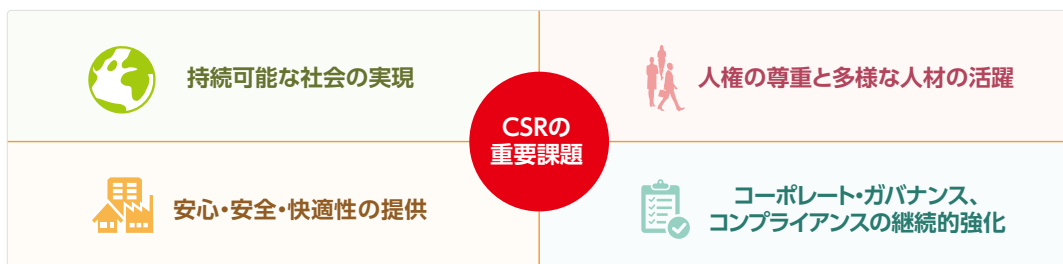 持続可能な社会の実現
人権の尊重と多様な人材の活躍
CSRの
重要課題
安心・安全・快適性の提供
コーポレート・ガバナンス、
コンプライアンスの継続的強化